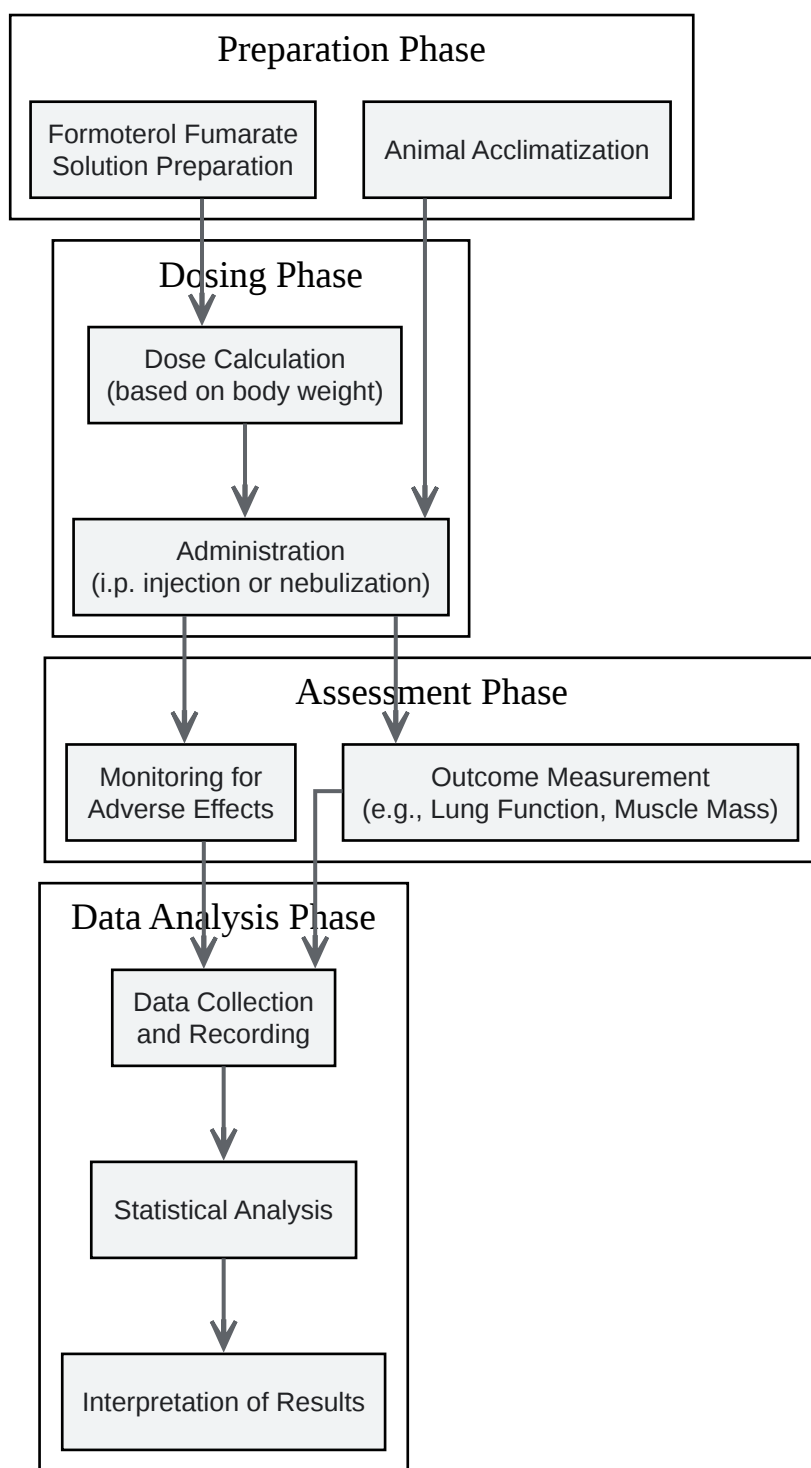 Preparation Phase
Formoterol Fumarate
Solution Preparation
Animal Acclimatization
Dosing Phase
Dose Calculation
(based on body weight)
Administration
(i.p. injection or nebulization)
Assessment Phase
Monitoring for
Adverse Effects
Outcome Measurement
(e.g., Lung Function, Muscle Mass)
Data Analysis Phase
Data Collection
and Recording
Statistical Analysis
Interpretation of Results